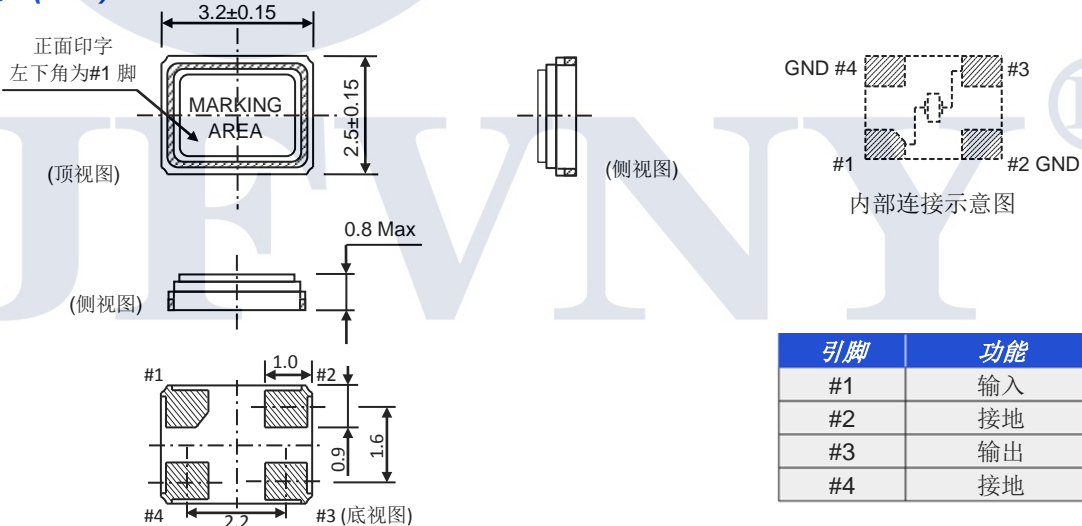 3.2±0.15
正面印字
左下角为#1 脚
MARKING
AREA
2.5±0.15
(顶视图)
(侧视图)
GND #4
#3
#1
#2 GND
内部连接示意图
JEVNY
®
0.8 Max
(侧视图)
#1
1.0
#2
0.9
1.6
#4
2.2
#3 (底视图)
引脚 功能
#1 输入
#2 接地
#3 输出
#4 接地